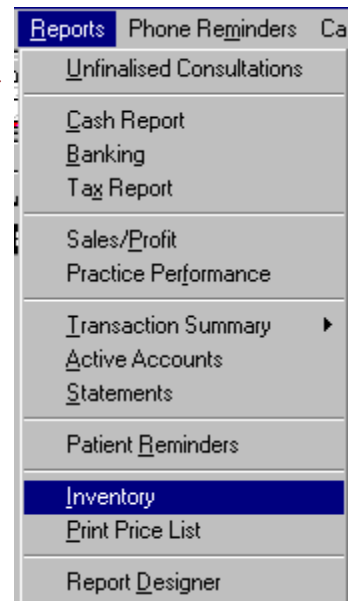 Reports Phone Reminders Ca
Unfinalised Consultations
Cash Report
Banking
Tax Report
Sales/Profit
Practice Performance
Transaction Summary
Active Accounts
Statements
Patient Reminders
Inventory
Print Price List
Report Designer